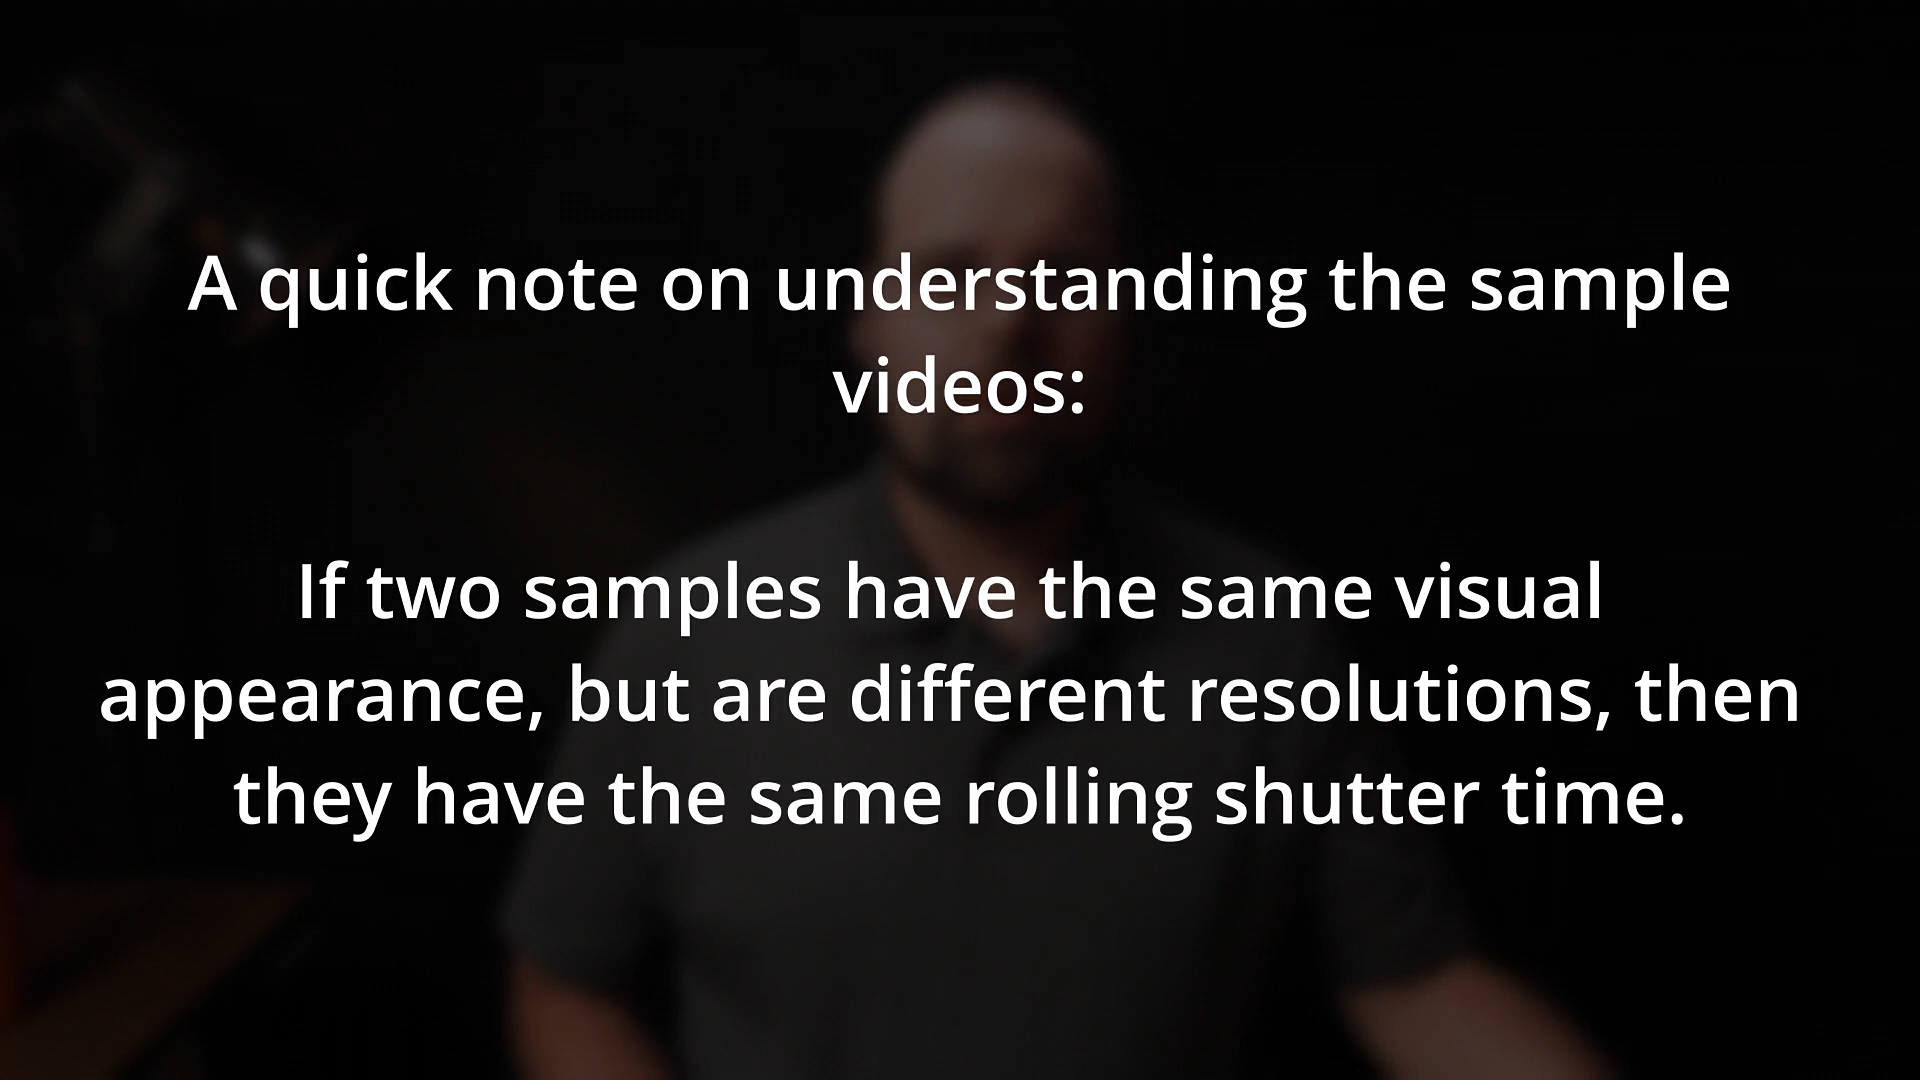 A quick note on understanding the sample
videos:
If two samples have the same visual
appearance, but are different resolutions, then
they have the same rolling shutter time.